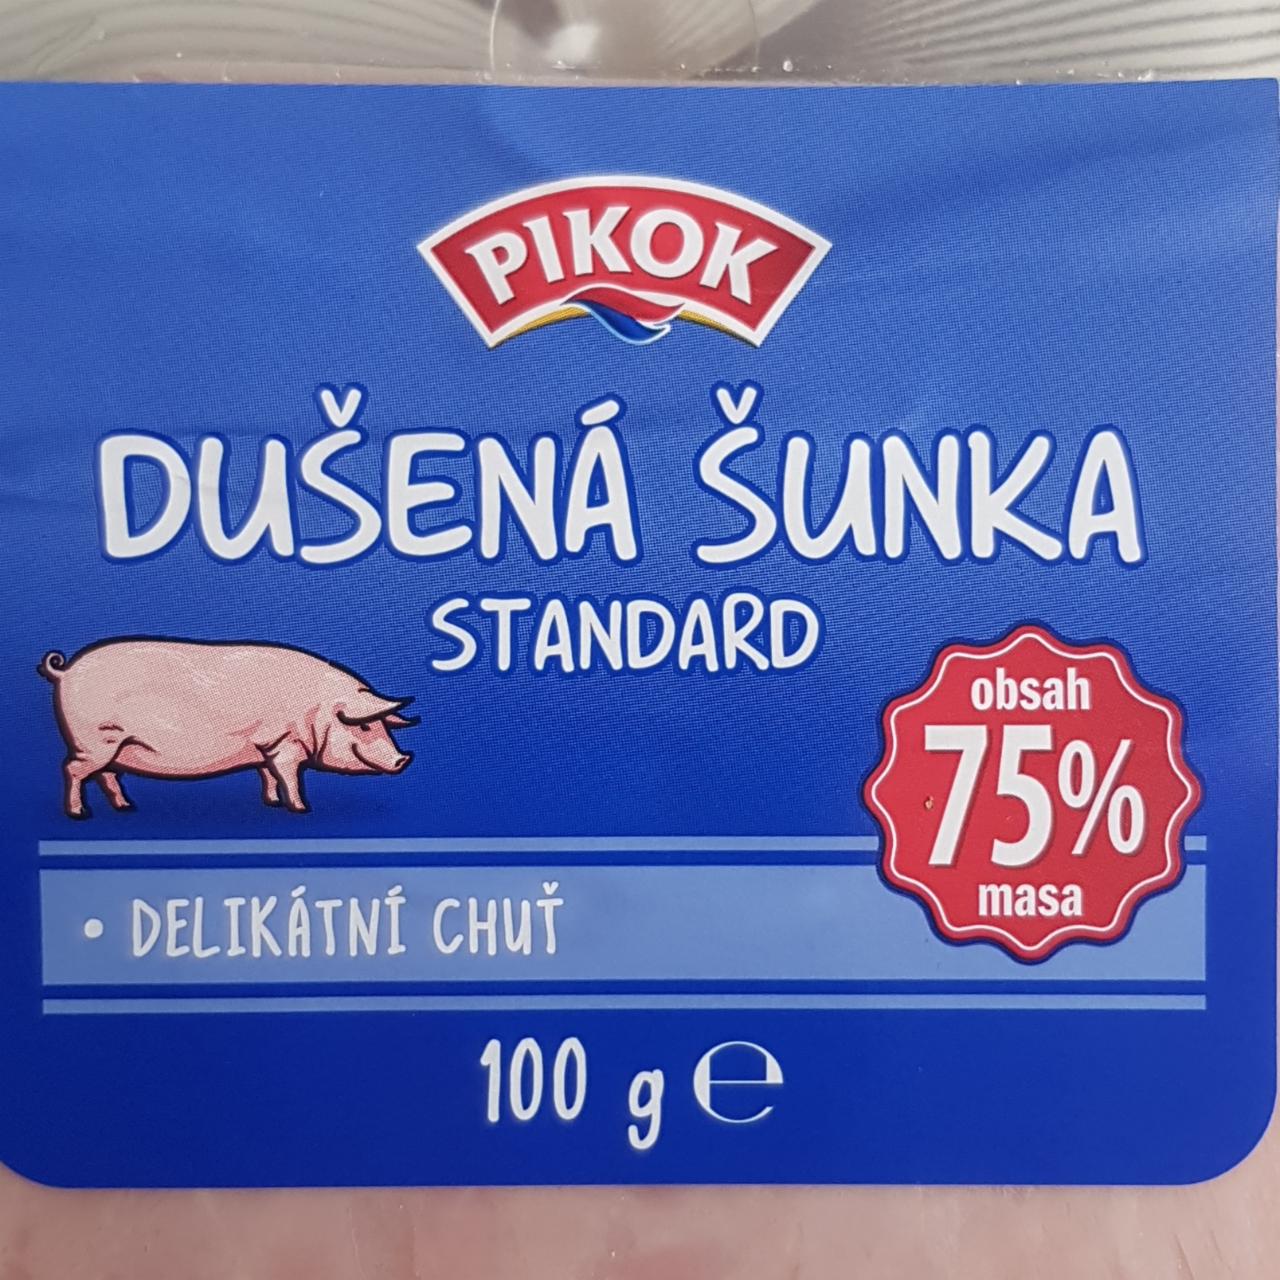 PIKOK
DUŠENÁ ŠUNKA
STANDARD
obsah
75%
masa
• DELIKÁTNÍ CHUŤ
100 g ℮